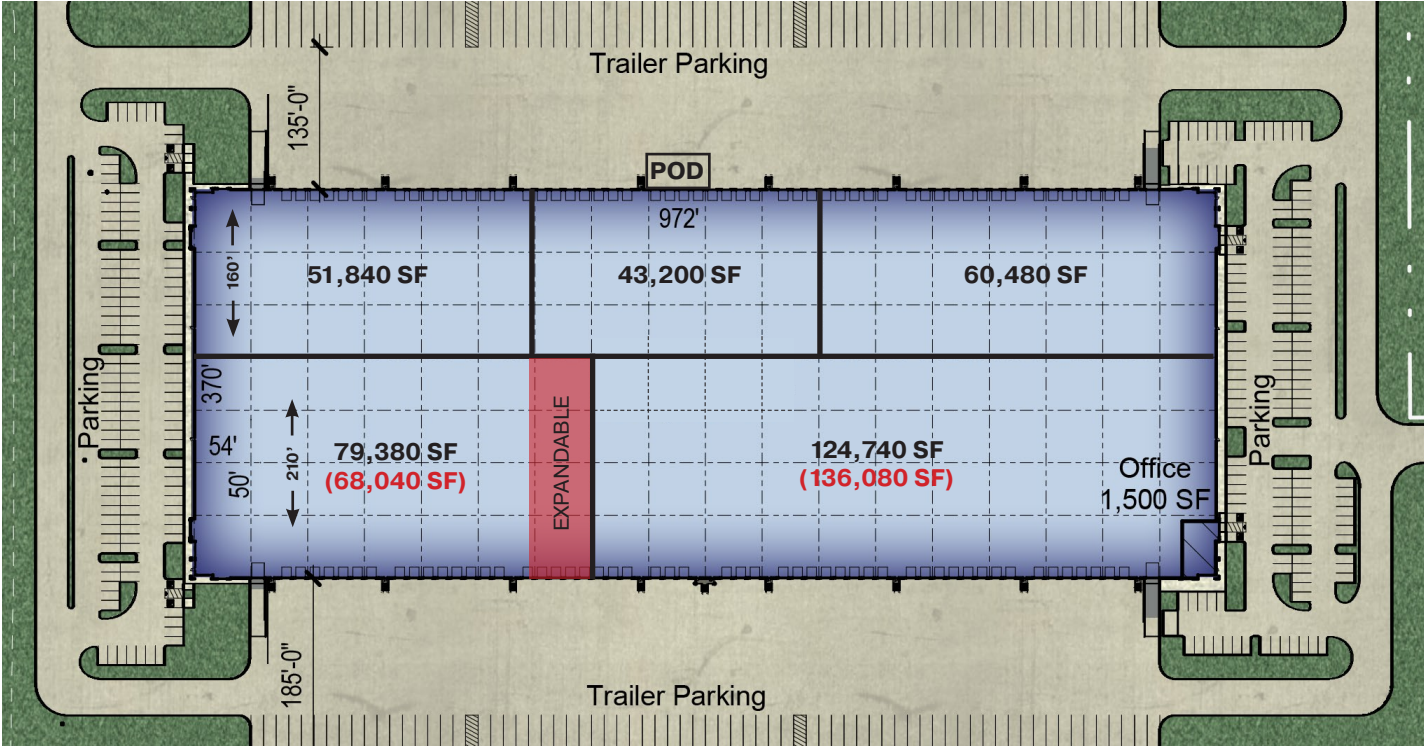 Trailer Parking
135'-0"
POD
972'
160'
51,840 SF
43,200 SF
60,480 SF
Parking
370'
54'
50'
210'
79,380 SF
(68,040 SF)
EXPANDABLE
124,740 SF
(136,080 SF)
Office
1,500 SF
Parking
185'-0"
Trailer Parking